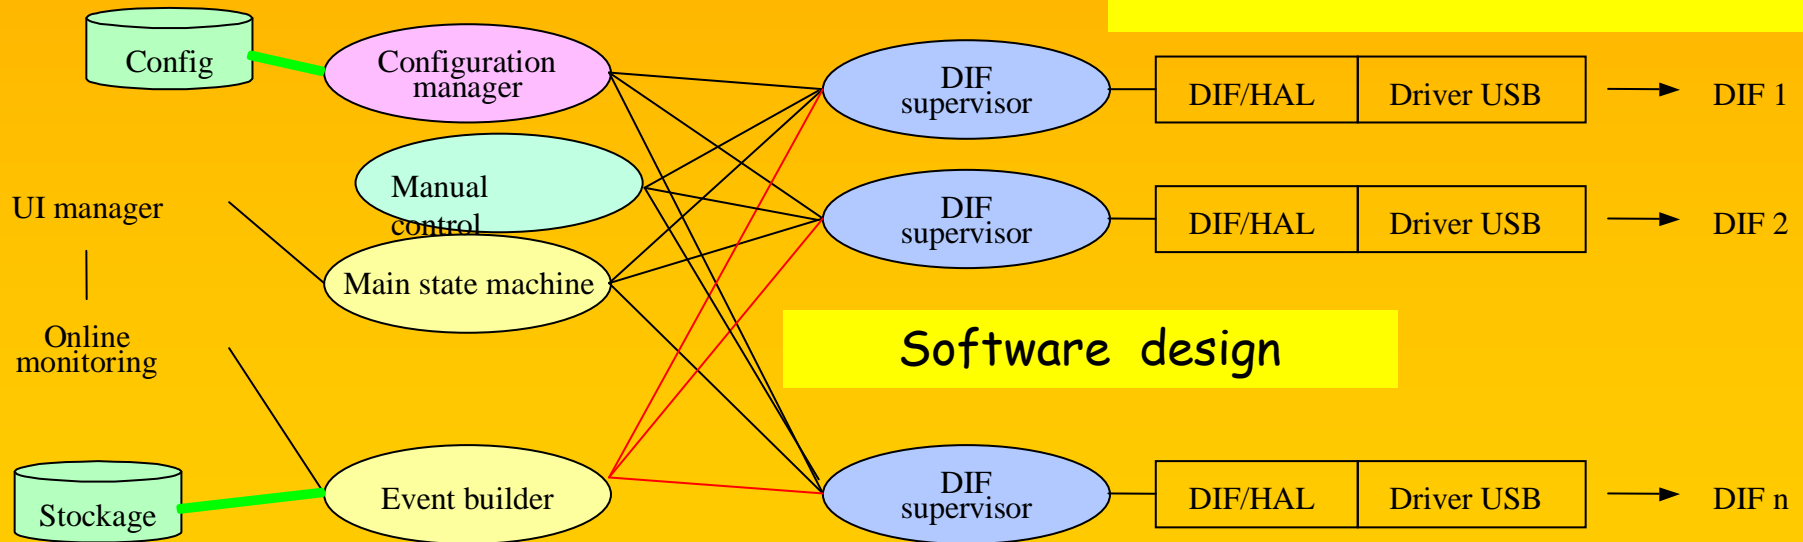 Config
Configuration
manager
DIF
supervisor
DIF/HAL
Driver USB
DIF 1
Manual
control
UI manager
DIF
supervisor
DIF/HAL
Driver USB
DIF 2
Main state machine
Online
monitoring
Software design
Stockage
Event builder
DIF
supervisor
DIF/HAL
Driver USB
DIF n